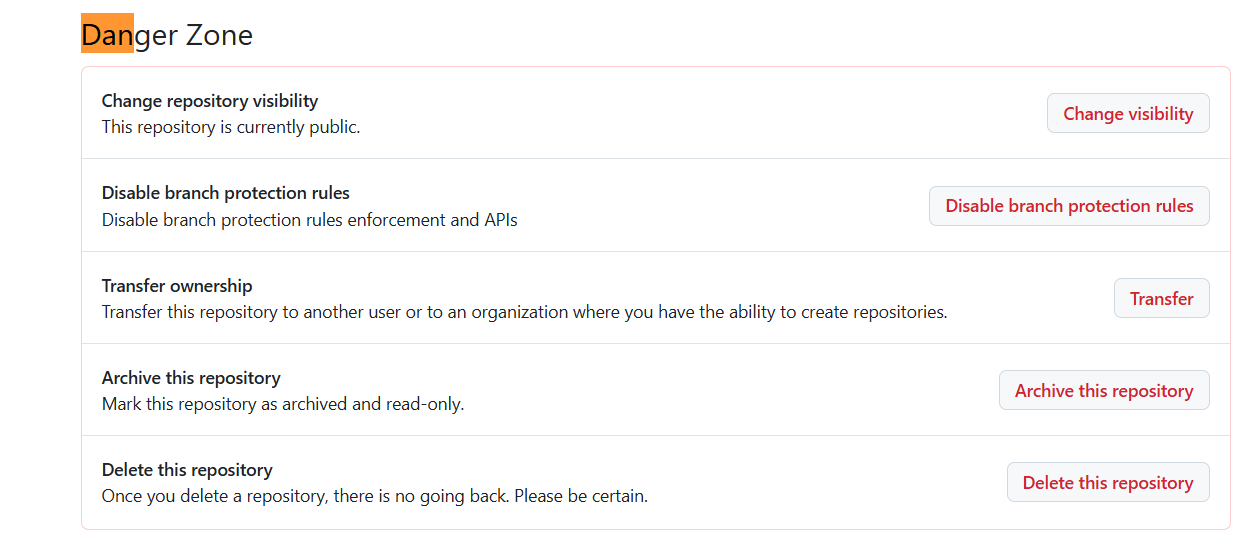 Danger Zone
Change repository visibility
This repository is currently public.
Change visibility
Disable branch protection rules
Disable branch protection rules enforcement and APIs
Disable branch protection rules
Transfer ownership
Transfer this repository to another user or to an organization where you have the ability to create repositories.
Transfer
Archive this repository
Mark this repository as archived and read-only.
Archive this repository
Delete this repository
Once you delete a repository, there is no going back. Please be certain.
Delete this repository